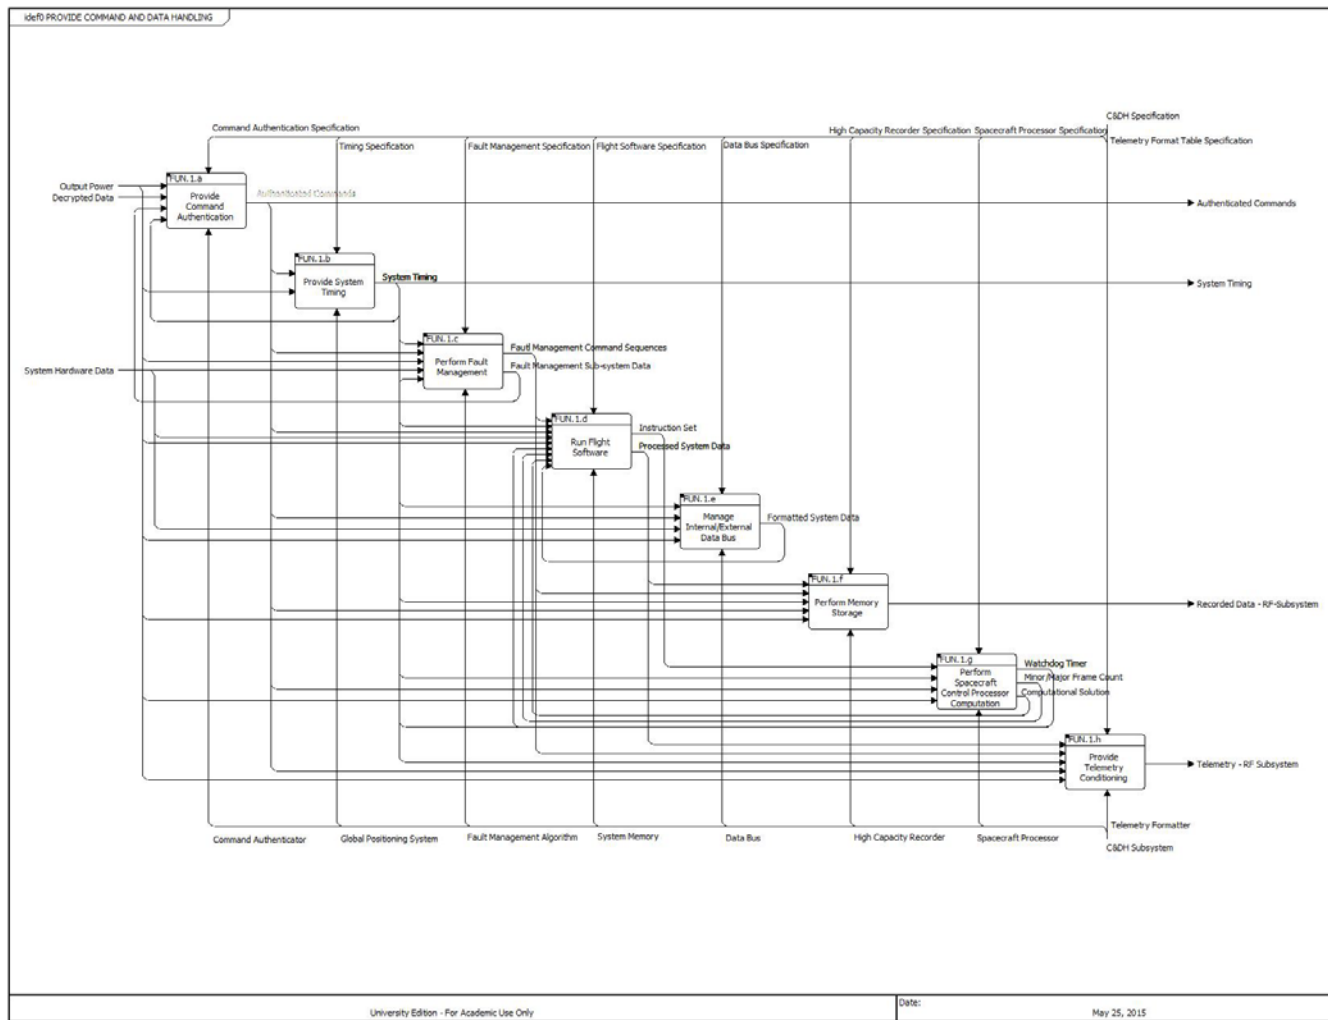 idef0 PROVIDE COMMAND AND DATA HANDLING
C&DH Specification
Command Authentication Specification
High Capacity Recorder Specification
Spacecraft Processor Specification
Timing Specification
Fault Management Specification
Flight Software Specification
Data Bus Specification
Telemetry Format Table Specification
Output Power
Decrypted Data
FUN.1.a
Provide
Command
Authentication
Authenticated Commands
Authenticated Commands
FUN.1.b
Provide System
Timing
System Timing
System Timing
System Hardware Data
FUN.1.c
Perform Fault
Management
Fautl Management Command Sequences
Fault Management Sub-system Data
FUN.1.d
Run Flight
Software
Instruction Set
Processed System Data
FUN.1.e
Manage
Internal/External
Data Bus
Formatted System Data
FUN.1.f
Perform Memory
Storage
Recorded Data - RF-Subsystem
FUN.1.g
Perform
Spacecraft
Control Processor
Computation
Watchdog Timer
Minor/Major Frame Count
Computational Solution
FUN.1.h
Provide
Telemetry
Conditioning
Telemetry - RF Subsystem
Command Authenticator
Global Positioning System
Fault Management Algorithm
System Memory
Data Bus
High Capacity Recorder
Spacecraft Processor
Telemetry Formatter
C&DH Subsystem
University Edition - For Academic Use Only
Date:
May 25, 2015